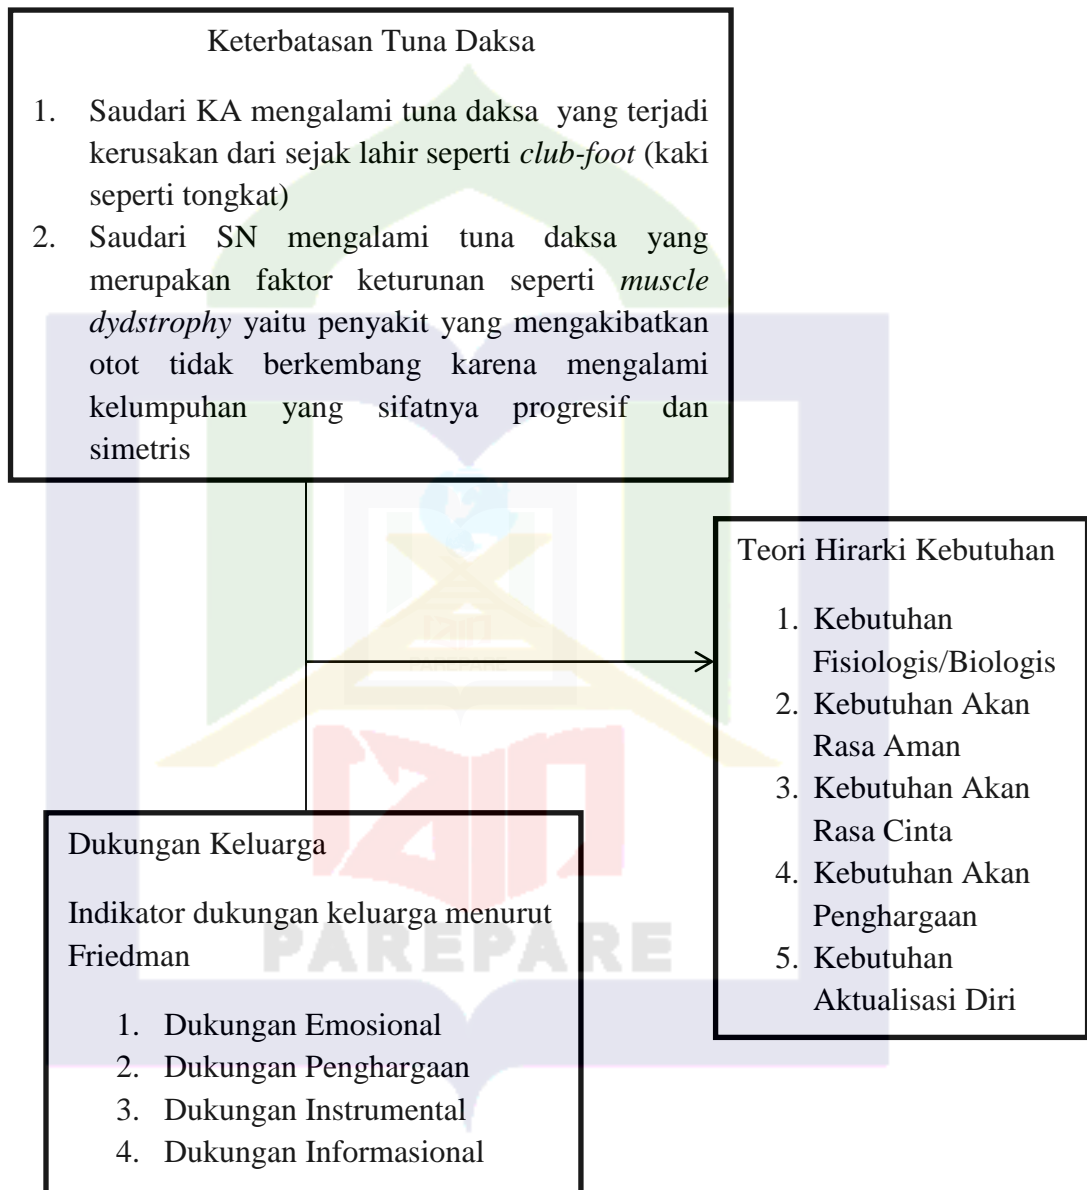 Keterbatasan Tuna Daksa
1. Saudari KA mengalami tuna daksa yang terjadi
kerusakan dari sejak lahir seperti club-foot (kaki
seperti tongkat)
2. Saudari SN mengalami tuna daksa yang
merupakan faktor keturunan seperti muscle
dydstrophy yaitu penyakit yang mengakibatkan
otot tidak berkembang karena mengalami
kelumpuhan yang sifatnya progresif dan
simetris
Teori Hirarki Kebutuhan
1. Kebutuhan
Fisiologis/Biologis
2. Kebutuhan Akan
Rasa Aman
3. Kebutuhan Akan
Rasa Cinta
4. Kebutuhan Akan
Penghargaan
5. Kebutuhan
Aktualisasi Diri
Dukungan Keluarga
Indikator dukungan keluarga menurut
Friedman
1. Dukungan Emosional
2. Dukungan Penghargaan
3. Dukungan Instrumental
4. Dukungan Informasional
PAREPARE